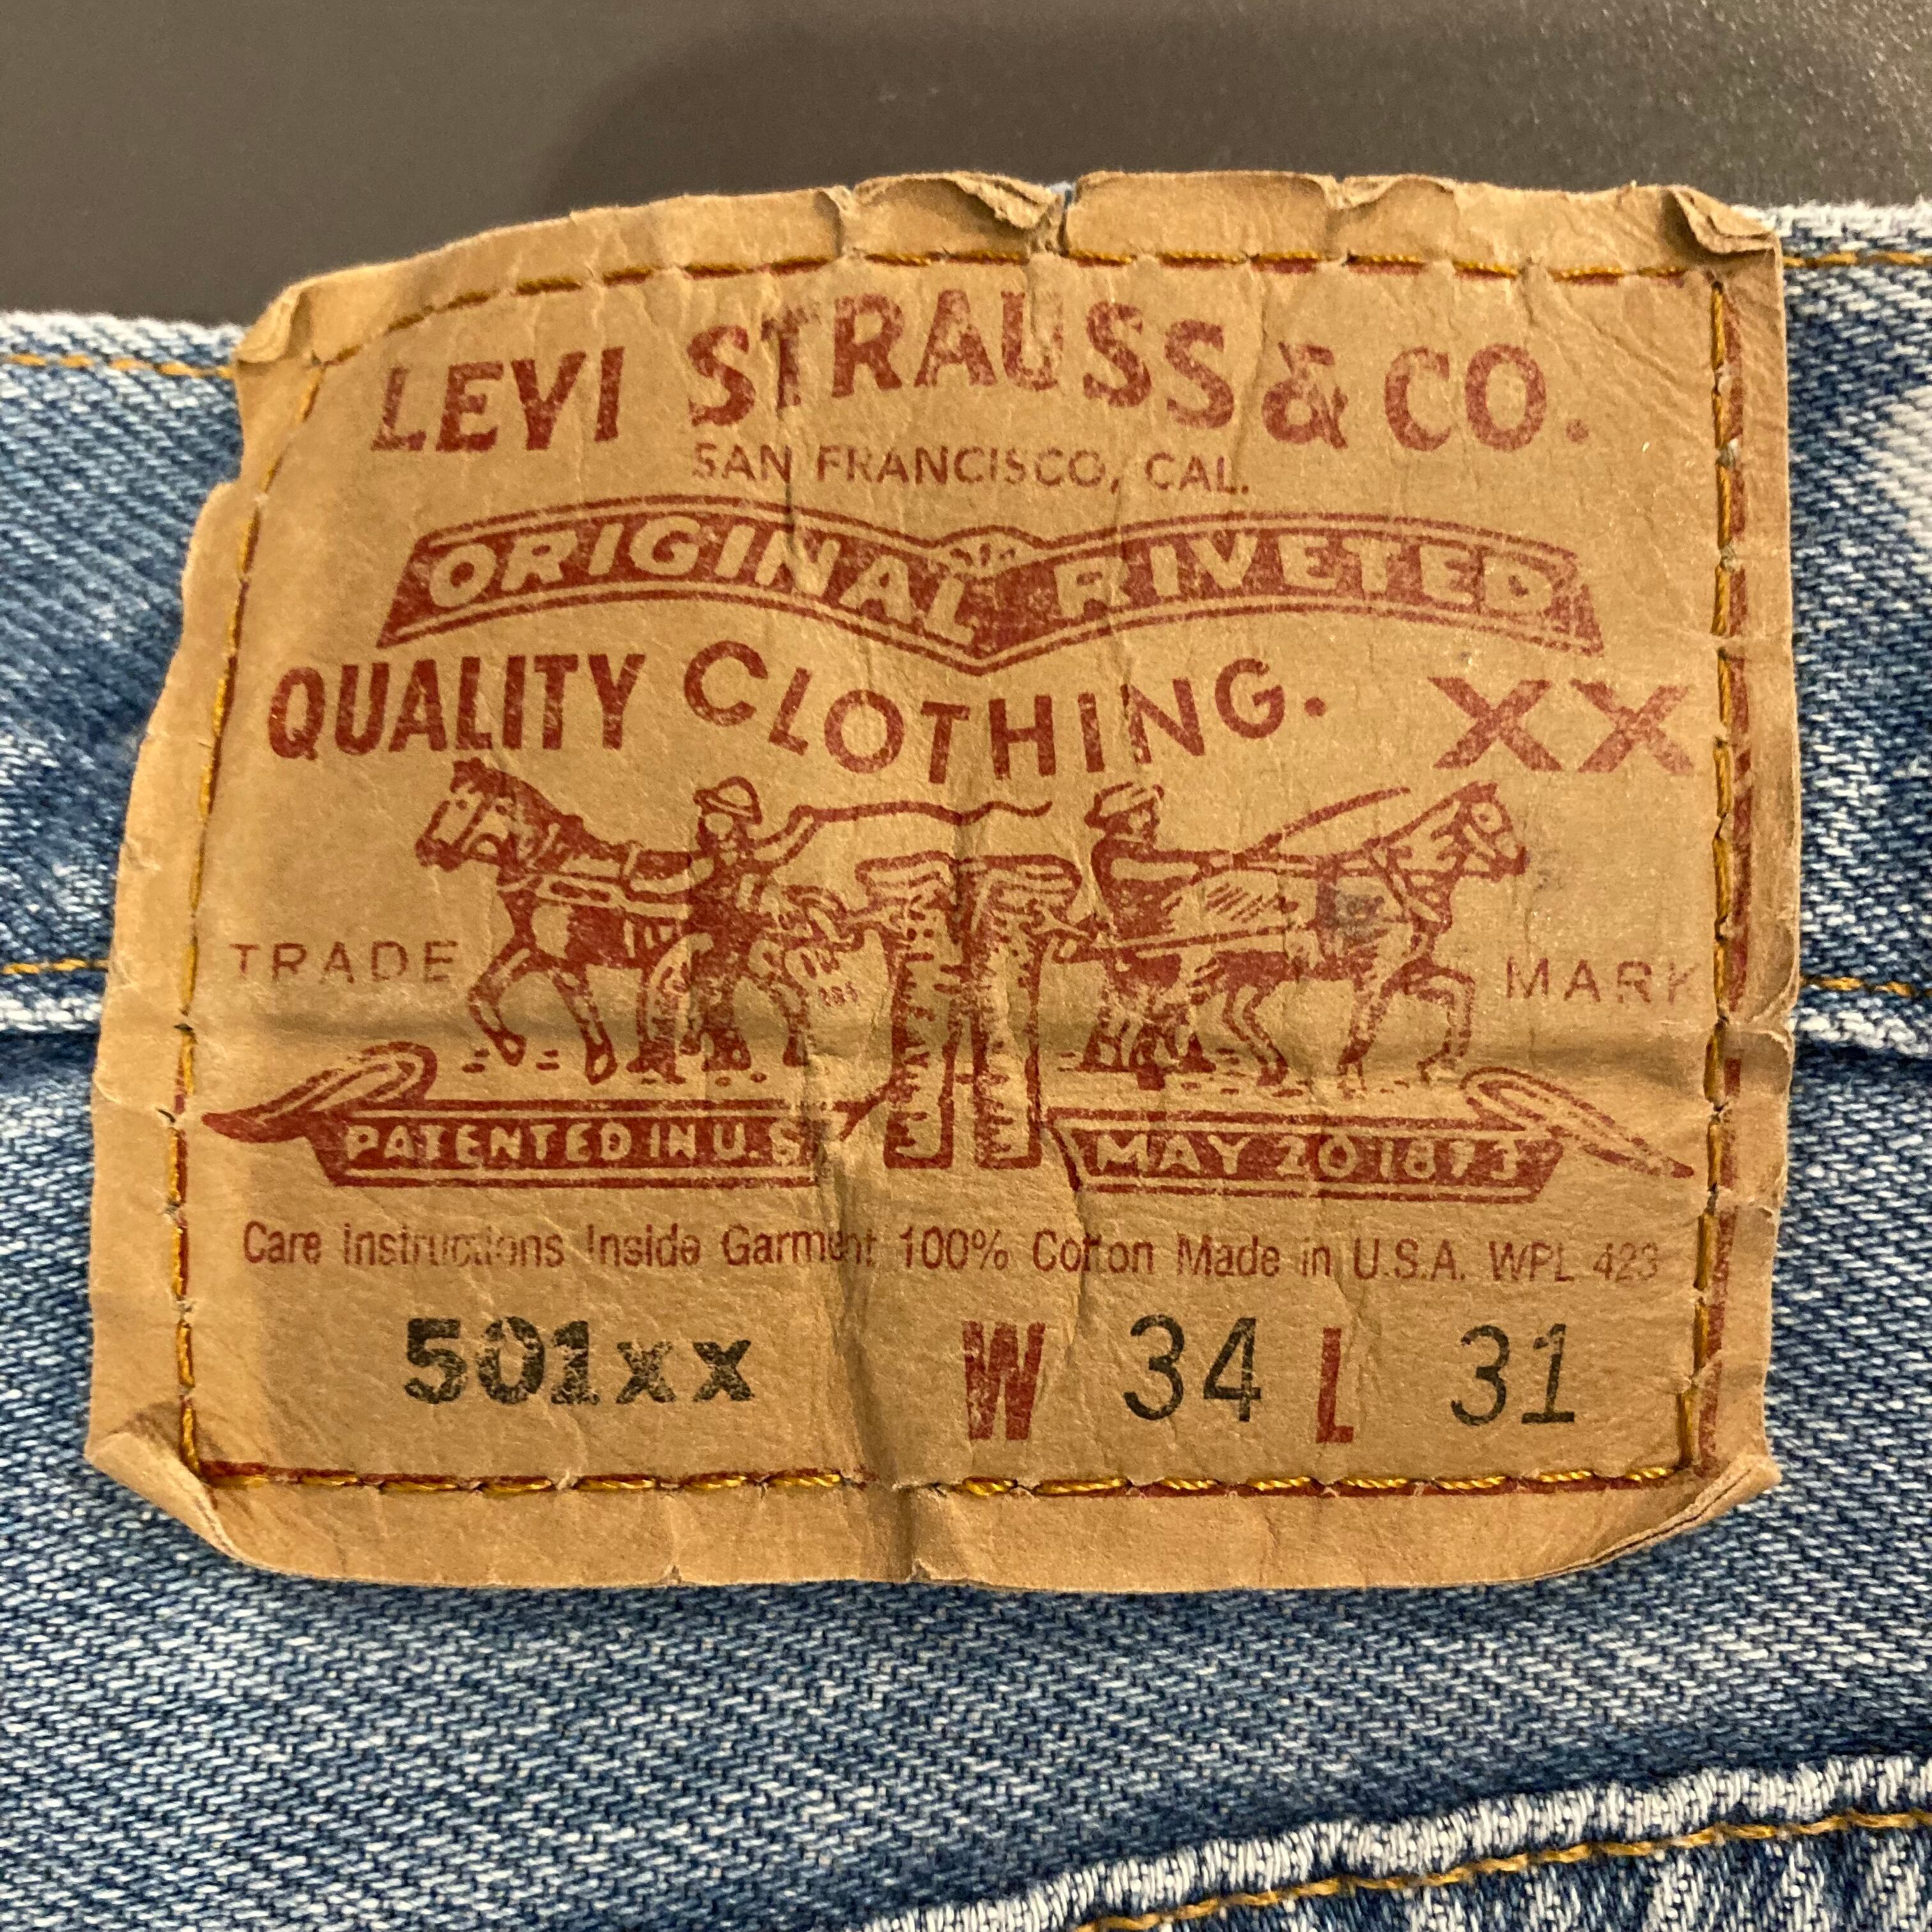 LEVI STRAUSS & CO.
SAN FRANCISCO, CAL.
ORIGINAL RIVETED
QUALITY CLOTHING. XX
TRADE MARK
PATENTED IN U.S. MAY 20 1873
Care Instructions Inside Garment 100% Cotton Made in U.S.A. WPL 423
501xx W 34 L 31